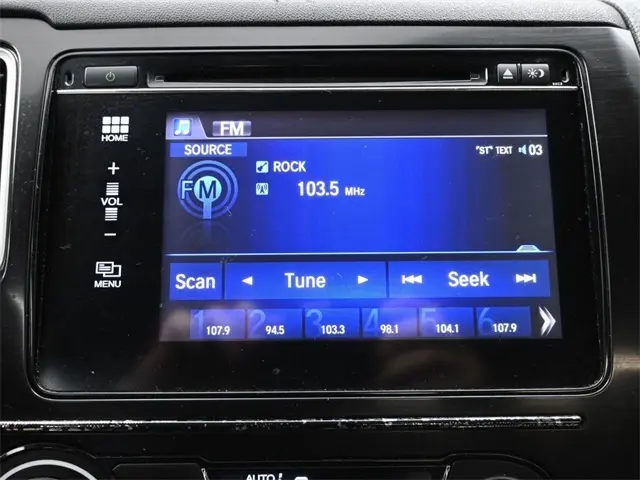 HOME
+
VOL
−
MENU
FM
SOURCE
"ST" TEXT 03
FM
ROCK
103.5 MHz
Scan
Tune
Seek
1 107.9
2 94.5
3 103.3
4 98.1
5 104.1
6 107.9
AUTO